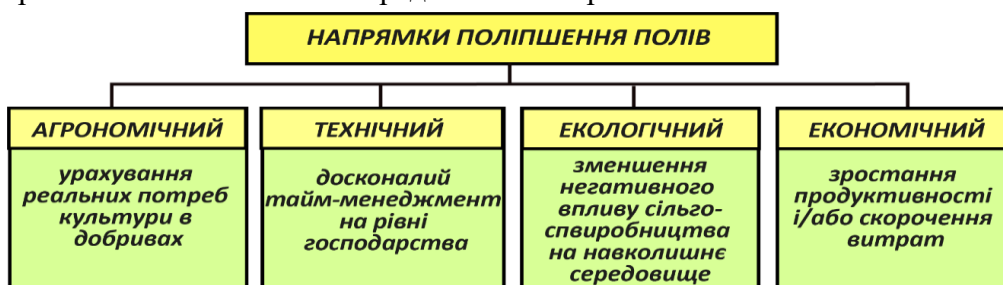 НАПРЯМКИ ПОЛІПШЕННЯ ПОЛІВ
АГРОНОМІЧНИЙ
урахування
реальних потреб
культури в
добривах
ТЕХНІЧНИЙ
досконалий
тайм-менеджмент
на рівні
господарства
ЕКОЛОГІЧНИЙ
зменшення
негативного
впливу сільго-
спвиробництва
на навколишнє
середовище
ЕКОНОМІЧНИЙ
зростання
продуктивності
і/або скорочення
витрат